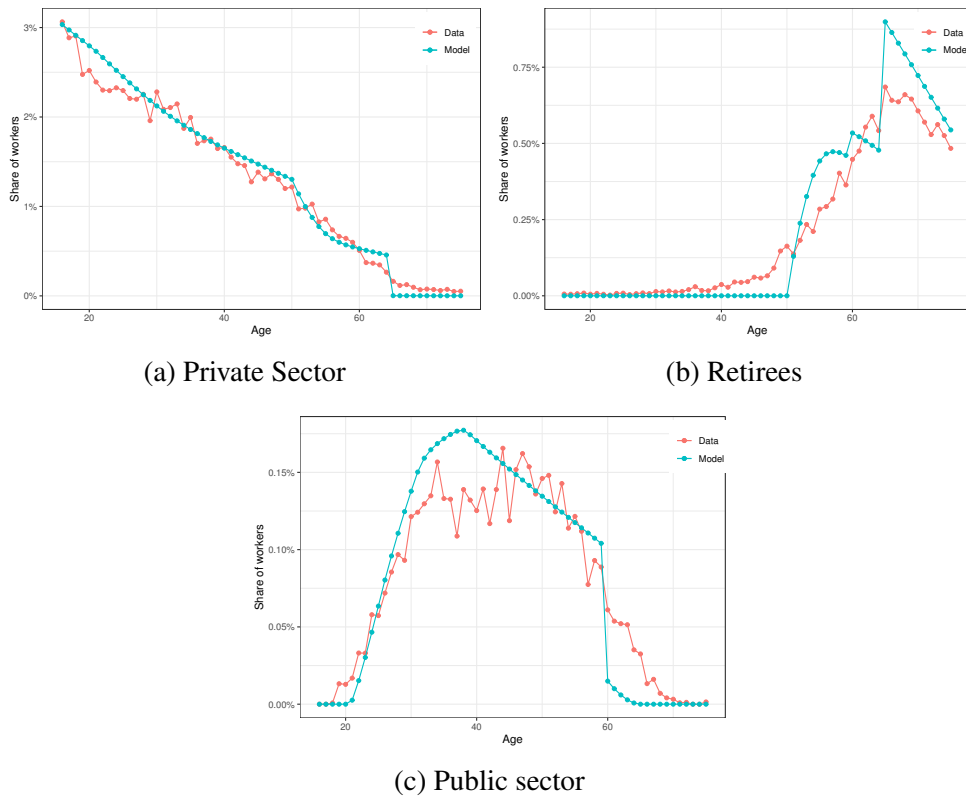 3%
2%
1%
0%
Share of workers
20
40
60
Age
Data
Model
(a) Private Sector
0.75%
0.50%
0.25%
0.00%
Share of workers
20
40
60
Age
Data
Model
(b) Retirees
0.15%
0.10%
0.05%
0.00%
Share of workers
20
40
60
Age
Data
Model
(c) Public sector